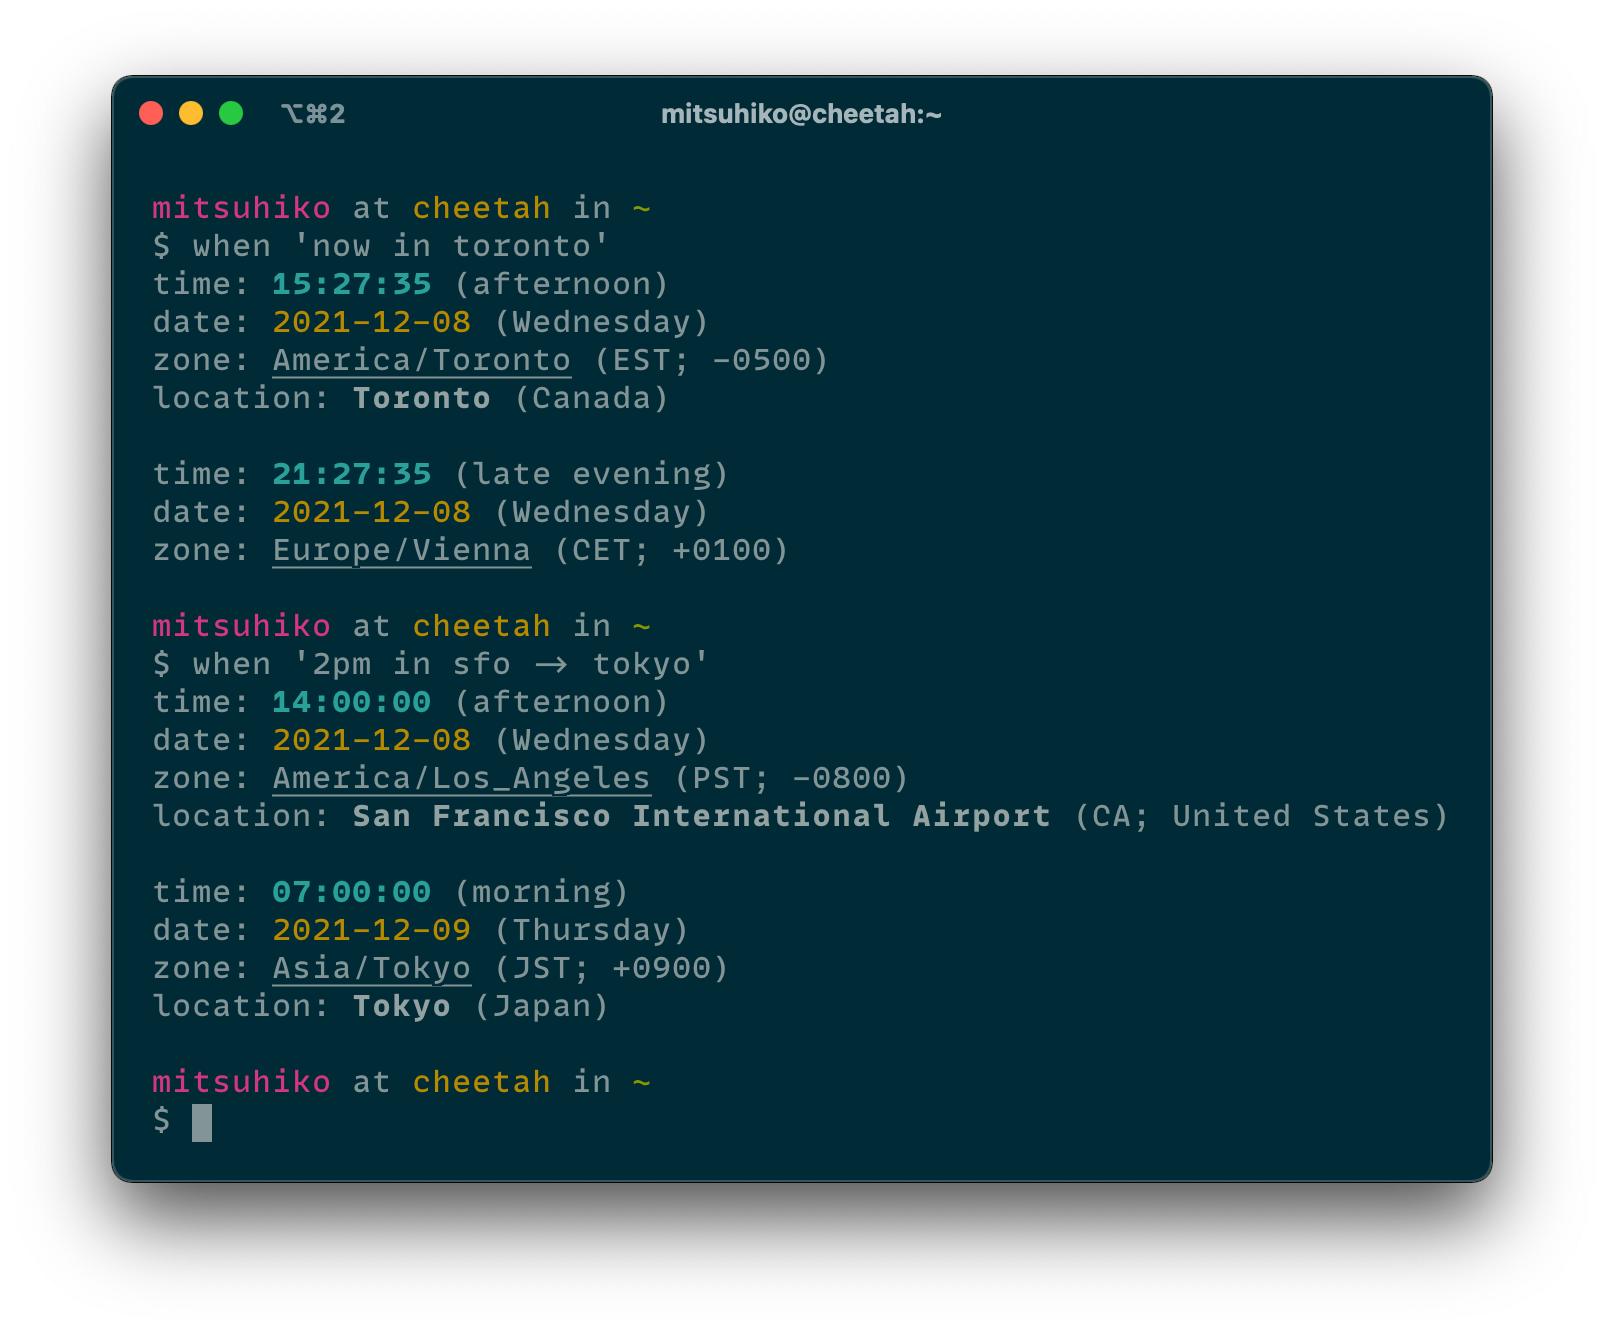 ⌥⌘2 mitsuhiko@cheetah:~
mitsuhiko at cheetah in ~
$ when 'now in toronto'
time: 15:27:35 (afternoon)
date: 2021-12-08 (Wednesday)
zone: America/Toronto (EST; -0500)
location: Toronto (Canada)
time: 21:27:35 (late evening)
date: 2021-12-08 (Wednesday)
zone: Europe/Vienna (CET; +0100)
mitsuhiko at cheetah in ~
$ when '2pm in sfo -> tokyo'
time: 14:00:00 (afternoon)
date: 2021-12-08 (Wednesday)
zone: America/Los_Angeles (PST; -0800)
location: San Francisco International Airport (CA; United States)
time: 07:00:00 (morning)
date: 2021-12-09 (Thursday)
zone: Asia/Tokyo (JST; +0900)
location: Tokyo (Japan)
mitsuhiko at cheetah in ~
$